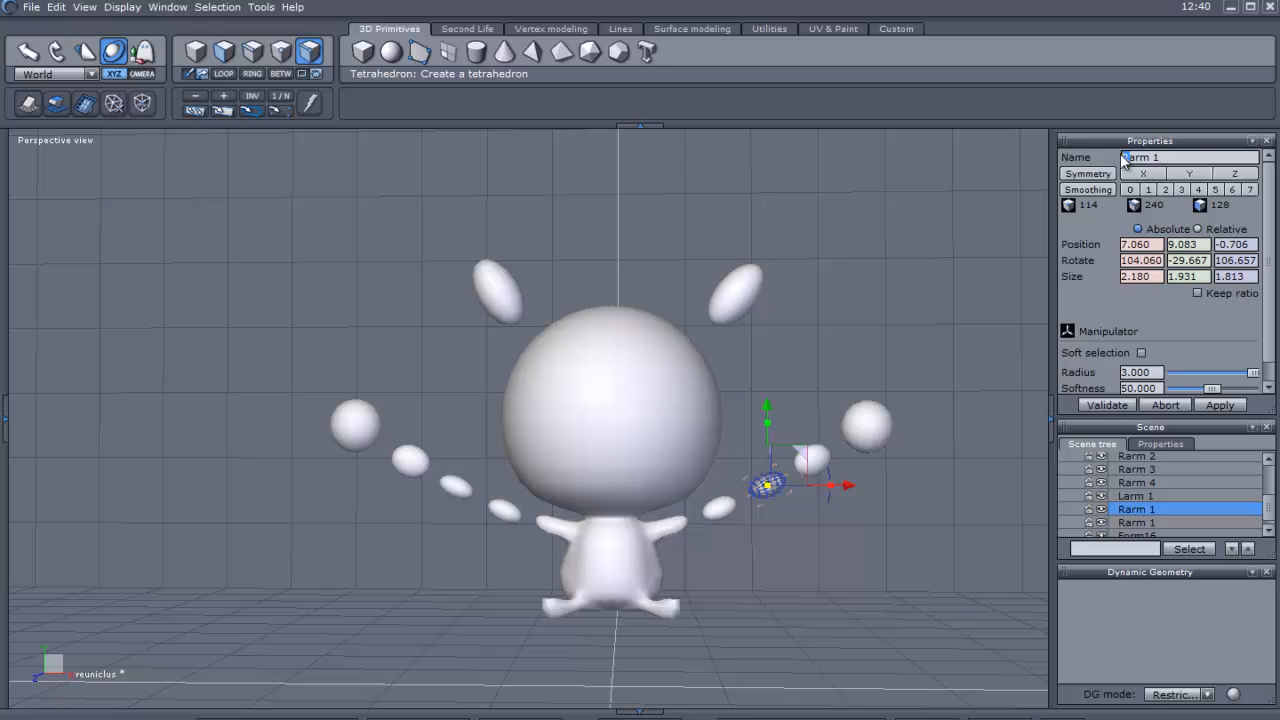 File Edit View Display Window Selection Tools Help 12:40
3D Primitives Second Life Vertex modeling Lines Surface modeling Utilities UV & Paint Custom
World XYZ CAMERA LOOP RING BETW Tetrahedron: Create a tetrahedron
− + INV 1 / N
Perspective view
Properties
Name arm 1
Symmetry X Y Z
Smoothing 0 1 2 3 4 5 6 7
114 240 128
Absolute Relative
Position 7.060 9.083 -0.706
Rotate 104.060 -29.667 106.657
Size 2.180 1.931 1.813
Keep ratio
Manipulator
Soft selection
Radius 3.000
Softness 50.000
Validate Abort Apply
Scene
Scene tree Properties
Rarm 2
Rarm 3
Rarm 4
Larm 1
Rarm 1
Rarm 1
Form16
Select
Dynamic Geometry
reuniclus *
DG mode: Restric...